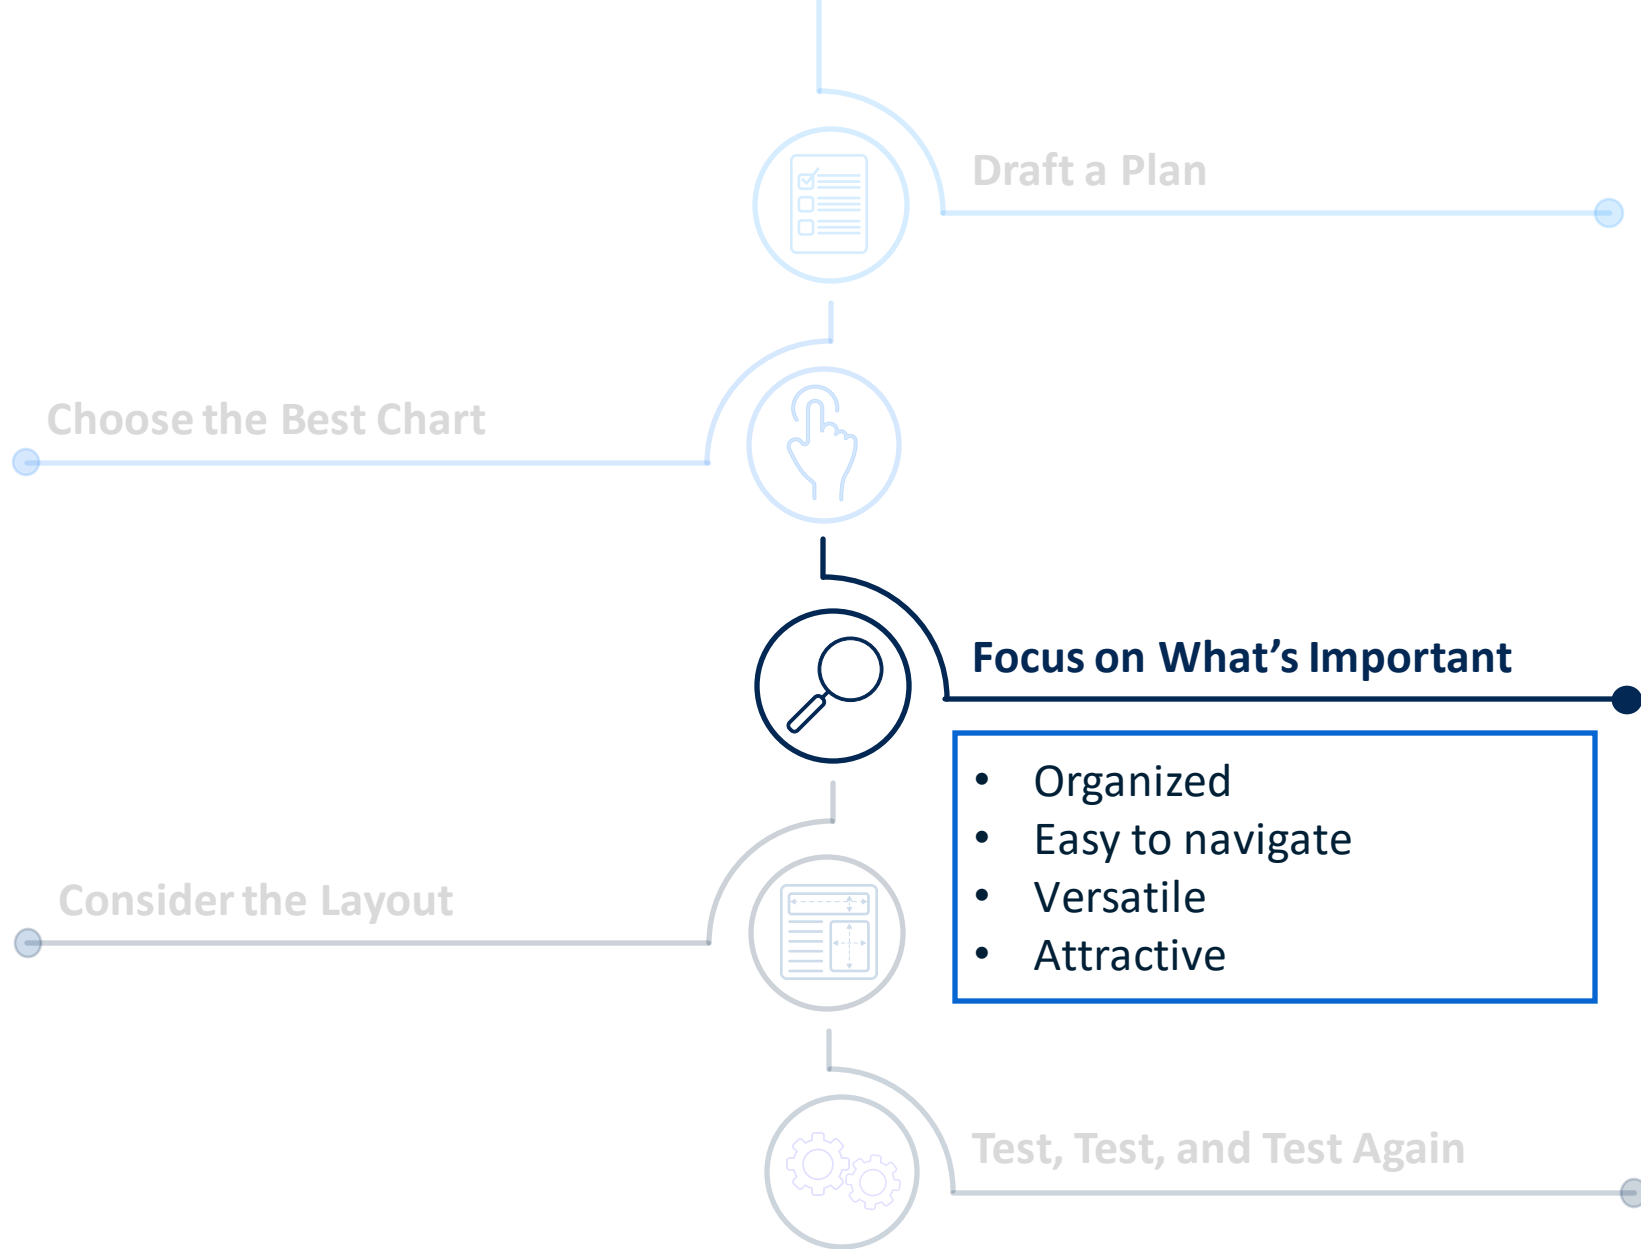 Draft a Plan
Choose the Best Chart
Focus on What's Important
• Organized
• Easy to navigate
• Versatile
• Attractive
Consider the Layout
Test, Test, and Test Again